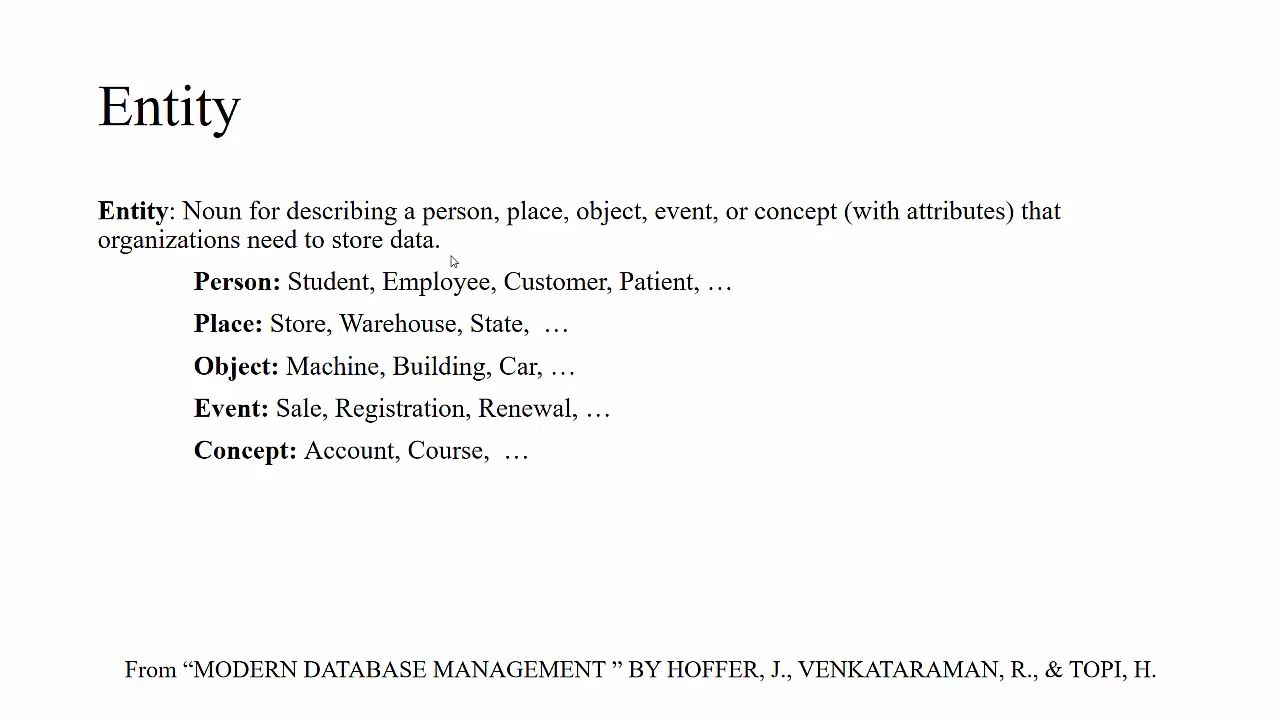 Entity
Entity: Noun for describing a person, place, object, event, or concept (with attributes) that
organizations need to store data.
Person: Student, Employee, Customer, Patient, …
Place: Store, Warehouse, State,  …
Object: Machine, Building, Car, …
Event: Sale, Registration, Renewal, …
Concept: Account, Course,  …
From “MODERN DATABASE MANAGEMENT ” BY HOFFER, J., VENKATARAMAN, R., & TOPI, H.